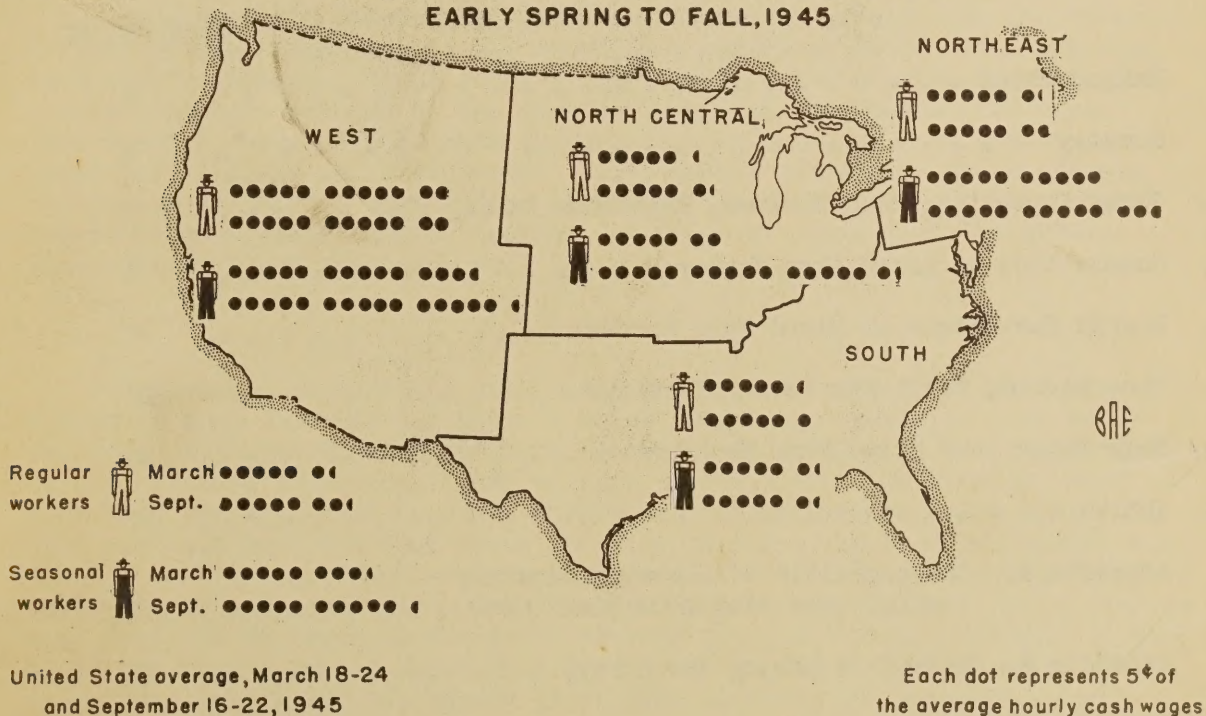 EARLY SPRING TO FALL, 1945
NORTHEAST
NORTH CENTRAL
WEST
SOUTH
BAE
Regular workers March
Sept.
Seasonal workers March
Sept.
United State average, March 18-24
and September 16-22, 1945
Each dot represents 5¢ of
the average hourly cash wages